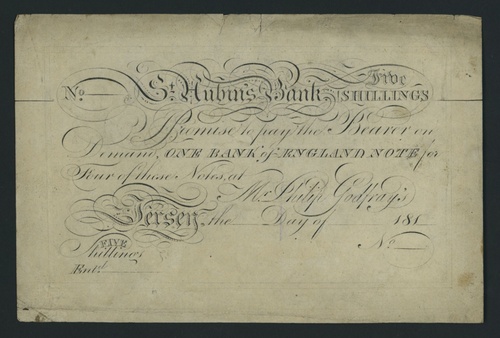 No St. Aubin's Bank Five SHILLINGS
I Promise to pay the Bearer on
Demand, ONE BANK of ENGLAND NOTE for
Four of these Notes, at
Mr. Philip Godfray's
Jersey, the Day of 181
FIVE Shillings No
Entd.